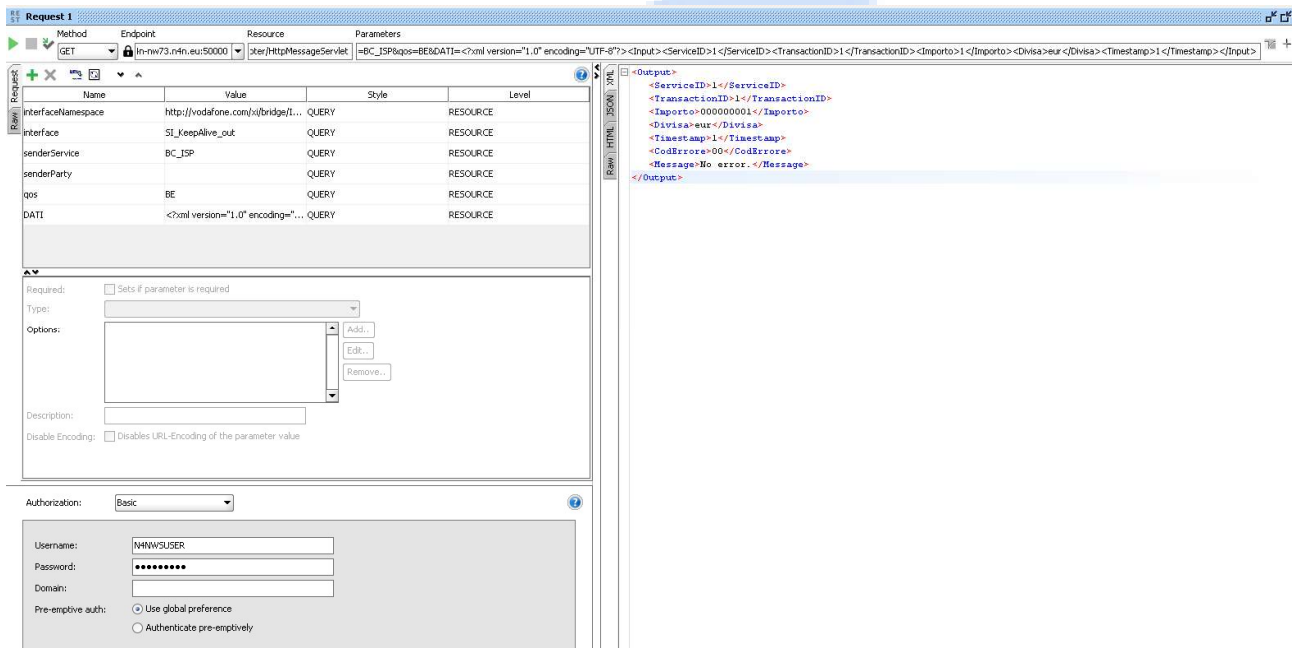 REST Request 1
Method Endpoint Resource Parameters
GET in-nw73.n4n.eu:50000 pter/HttpMessageServlet =BC_ISP&qos=BE&DATI=<?xml version="1.0" encoding="UTF-8"?><Input><ServiceID>1</ServiceID><TransactionID>1</TransactionID><Importo>1</Importo><Divisa>eur</Divisa><Timestamp>1</Timestamp></Input>
Request
Raw
Name Value Style Level
interfaceNamespace http://vodafone.com/xi/bridge/I... QUERY RESOURCE
interface SI_KeepAlive_out QUERY RESOURCE
senderService BC_ISP QUERY RESOURCE
senderParty QUERY RESOURCE
qos BE QUERY RESOURCE
DATI <?xml version="1.0" encoding="... QUERY RESOURCE
Required: Sets if parameter is required
Type:
Options:
Add..
Edit..
Remove..
Description:
Disable Encoding: Disables URL-Encoding of the parameter value
Authorization: Basic
Username: N4NWSUSER
Password: •••••••••
Domain:
Pre-emptive auth: Use global preference
Authenticate pre-emptively
XML
JSON
HTML
Raw
<Output>
<ServiceID>1</ServiceID>
<TransactionID>1</TransactionID>
<Importo>000000001</Importo>
<Divisa>eur</Divisa>
<Timestamp>1</Timestamp>
<CodErrore>00</CodErrore>
<Message>No error.</Message>
</Output>